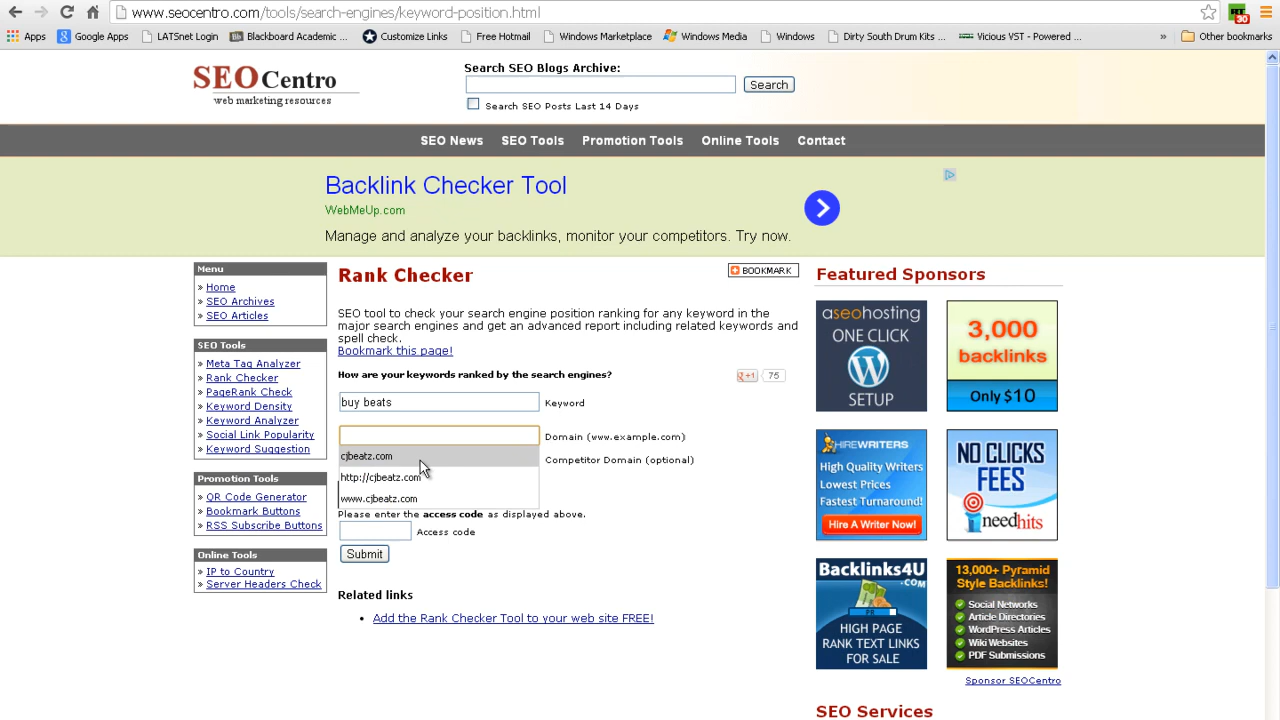 www.seocentro.com/tools/search-engines/keyword-position.html
30
Apps
Google Apps
LATSnet Login
Bb Blackboard Academic ...
Customize Links
Free Hotmail
Windows Marketplace
Windows Media
Windows
Dirty South Drum Kits ...
Vicious VST - Powered ...
»
Other bookmarks
SEO Centro
web marketing resources
Search SEO Blogs Archive:
Search
Search SEO Posts Last 14 Days
SEO News
SEO Tools
Promotion Tools
Online Tools
Contact
Backlink Checker Tool
WebMeUp.com
Manage and analyze your backlinks, monitor your competitors. Try now.
Menu
» Home
» SEO Archives
» SEO Articles
SEO Tools
» Meta Tag Analyzer
» Rank Checker
» PageRank Check
» Keyword Density
» Keyword Analyzer
» Social Link Popularity
» Keyword Suggestion
Promotion Tools
» QR Code Generator
» Bookmark Buttons
» RSS Subscribe Buttons
Online Tools
» IP to Country
» Server Headers Check
Rank Checker
BOOKMARK
SEO tool to check your search engine position ranking for any keyword in the
major search engines and get an advanced report including related keywords and
spell check.
Bookmark this page!
How are your keywords ranked by the search engines?
+1
75
buy beats
Keyword
Domain (www.example.com)
cjbeatz.com
Competitor Domain (optional)
http://cjbeatz.com
www.cjbeatz.com
Please enter the access code as displayed above.
Access code
Submit
Related links
• Add the Rank Checker Tool to your web site FREE!
Featured Sponsors
aseohosting
ONE CLICK
SETUP
3,000
backlinks
Only $10
HIREWRITERS
High Quality Writers
Lowest Prices
Fastest Turnaround!
Hire A Writer Now!
NO CLICKS
FEES
needhits
Backlinks4U
.COM
HIGH PAGE
RANK TEXT LINKS
FOR SALE
13,000+ Pyramid
Style Backlinks!
Social Networks
Article Directories
WordPress Articles
Wiki Websites
PDF Submissions
Sponsor SEOCentro
SEO Services